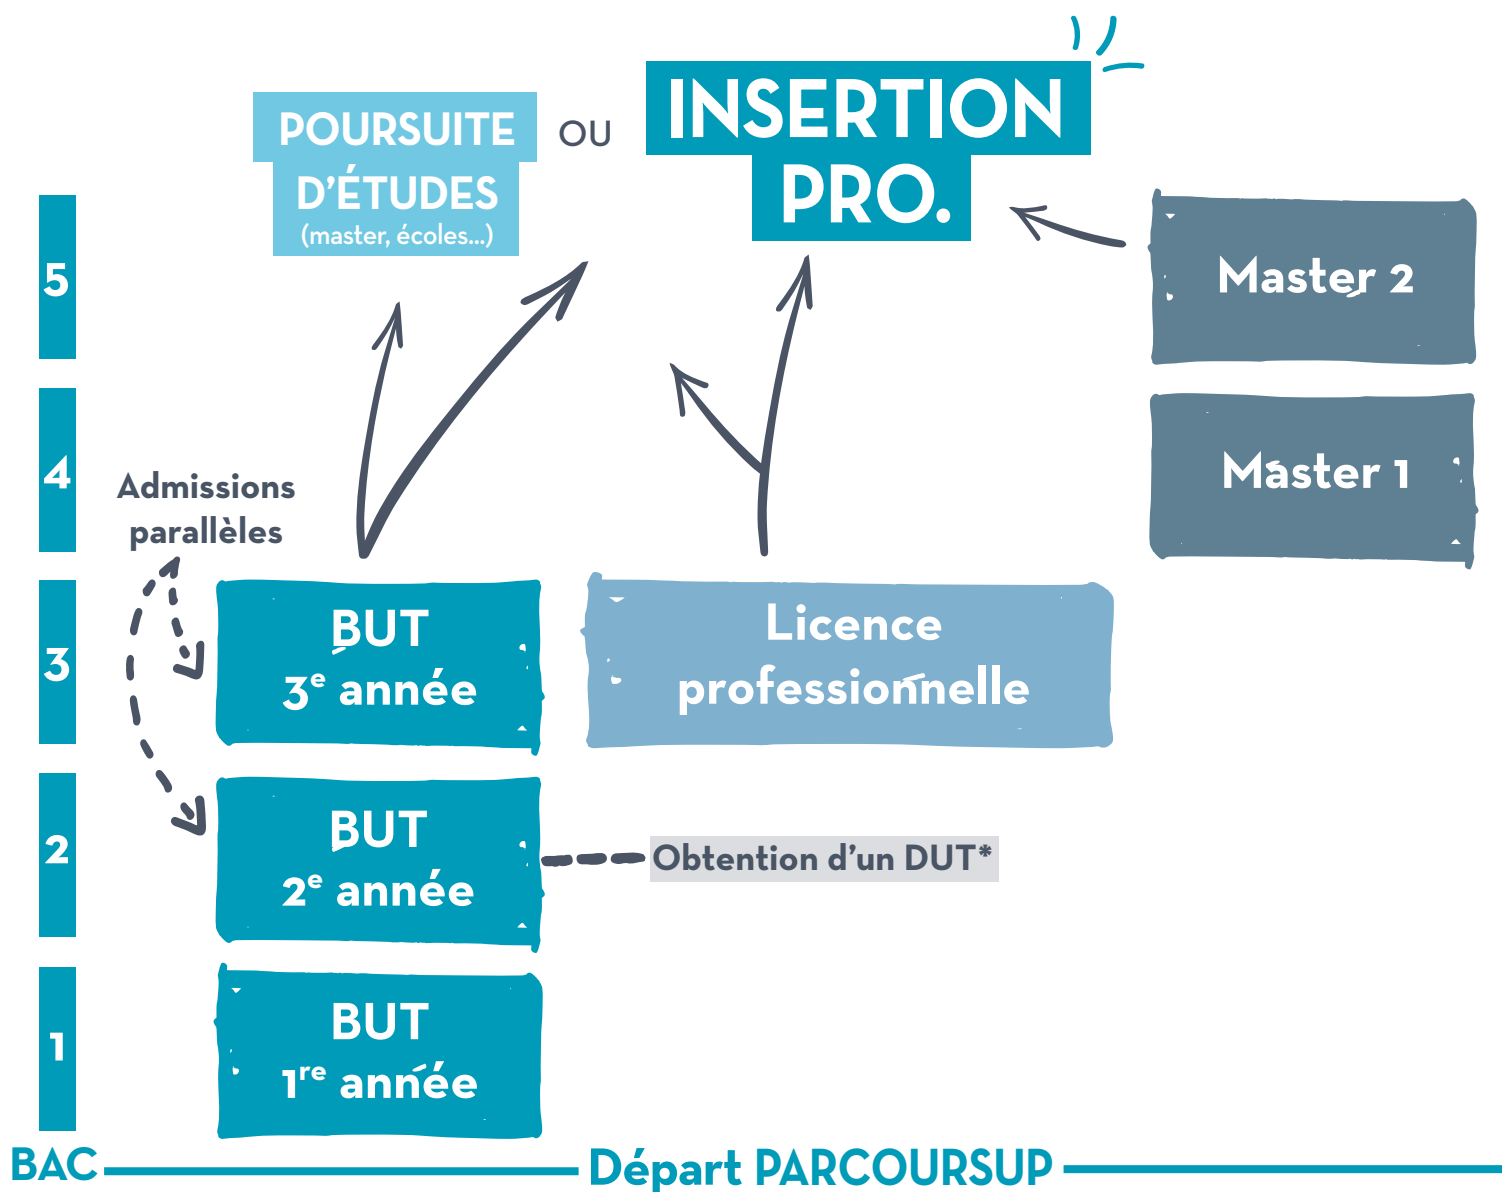 POURSUITE
D'ÉTUDES
(master, écoles...)
OU
INSERTION
PRO.
5
Master 2
4
Master 1
Admissions
parallèles
3
BUT
3e année
Licence
professionnelle
2
BUT
2e année
Obtention d'un DUT*
1
BUT
1re année
BAC
Départ PARCOURSUP